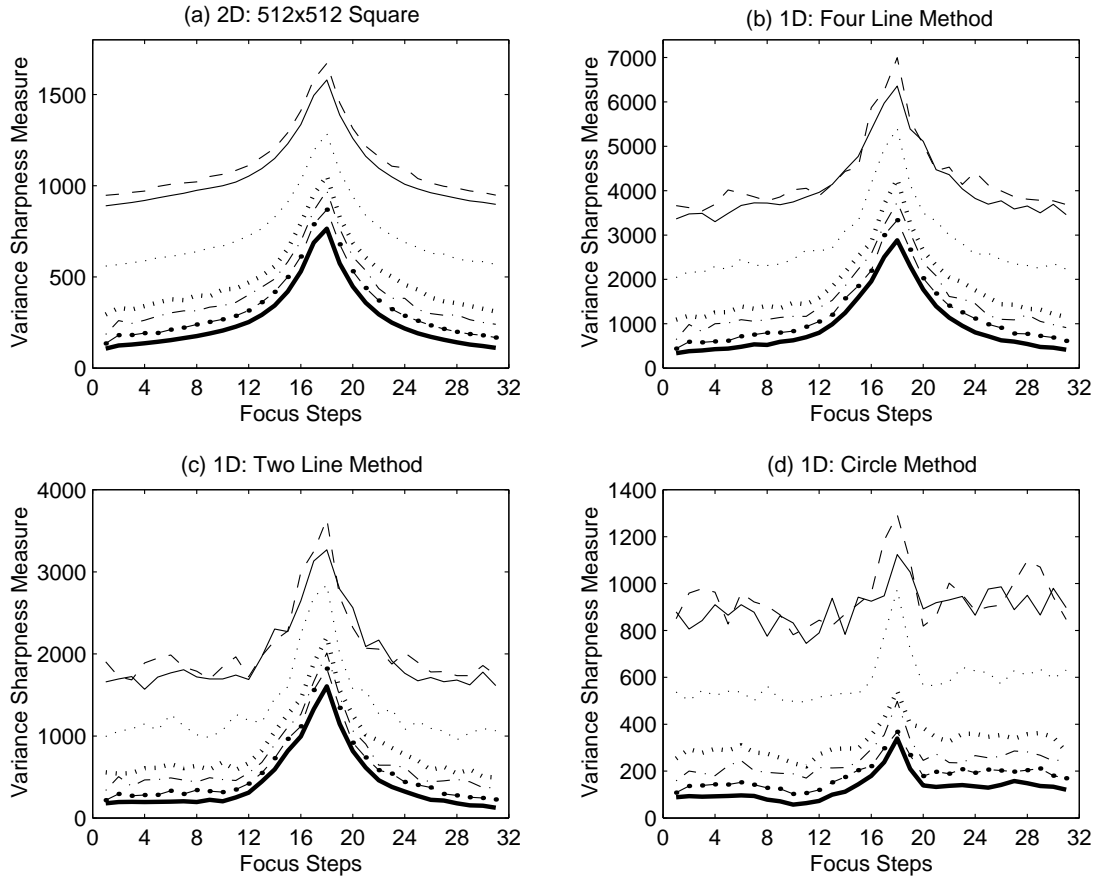 (a) 2D: 512x512 Square
Variance Sharpness Measure
1500
1000
500
0
0 4 8 12 16 20 24 28 32
Focus Steps
(b) 1D: Four Line Method
Variance Sharpness Measure
7000
6000
5000
4000
3000
2000
1000
0
0 4 8 12 16 20 24 28 32
Focus Steps
(c) 1D: Two Line Method
Variance Sharpness Measure
4000
3000
2000
1000
0
0 4 8 12 16 20 24 28 32
Focus Steps
(d) 1D: Circle Method
Variance Sharpness Measure
1400
1200
1000
800
600
400
200
0
0 4 8 12 16 20 24 28 32
Focus Steps